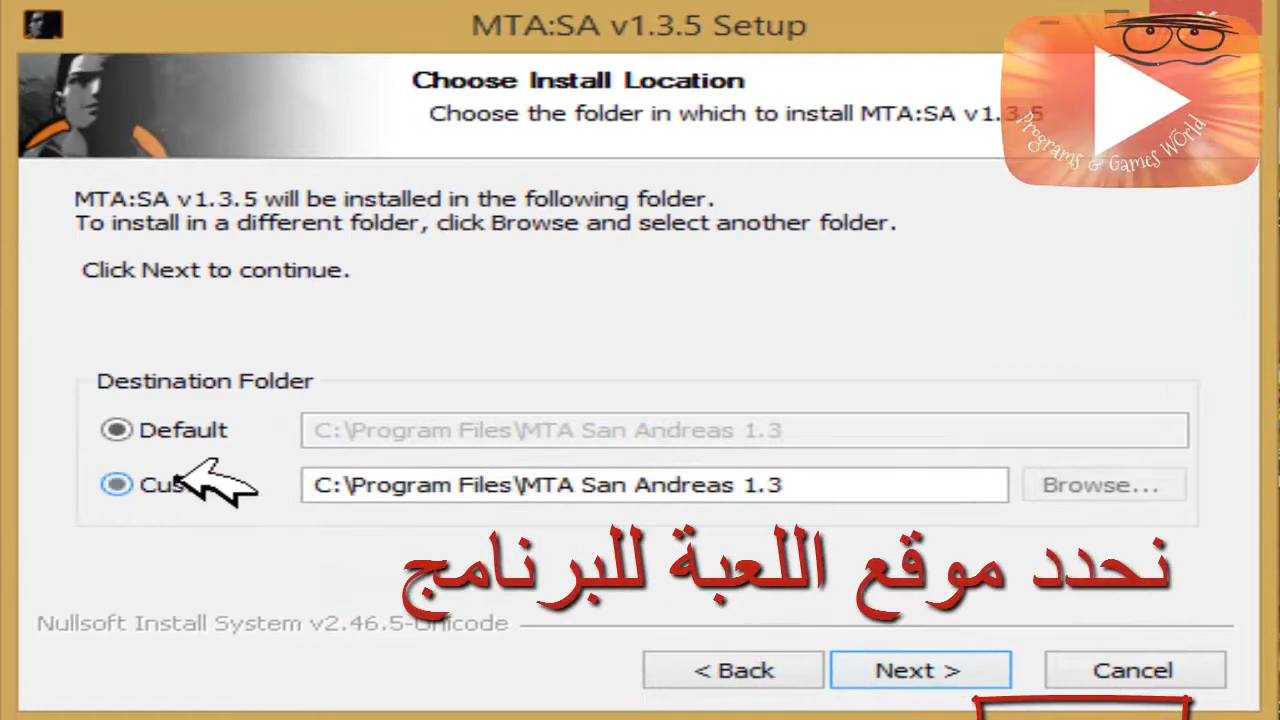 MTA:SA v1.3.5 Setup
Choose Install Location
Choose the folder in which to install MTA:SA v1.3.5
Programs & Games World
MTA:SA v1.3.5 will be installed in the following folder.
To install in a different folder, click Browse and select another folder.
Click Next to continue.
Destination Folder
Default
C:\Program Files\MTA San Andreas 1.3
C:\Program Files\MTA San Andreas 1.3
Browse...
نحدد موقع اللعبة للبرنامج
Nullsoft Install System v2.46.5-Unicode
< Back
Next >
Cancel